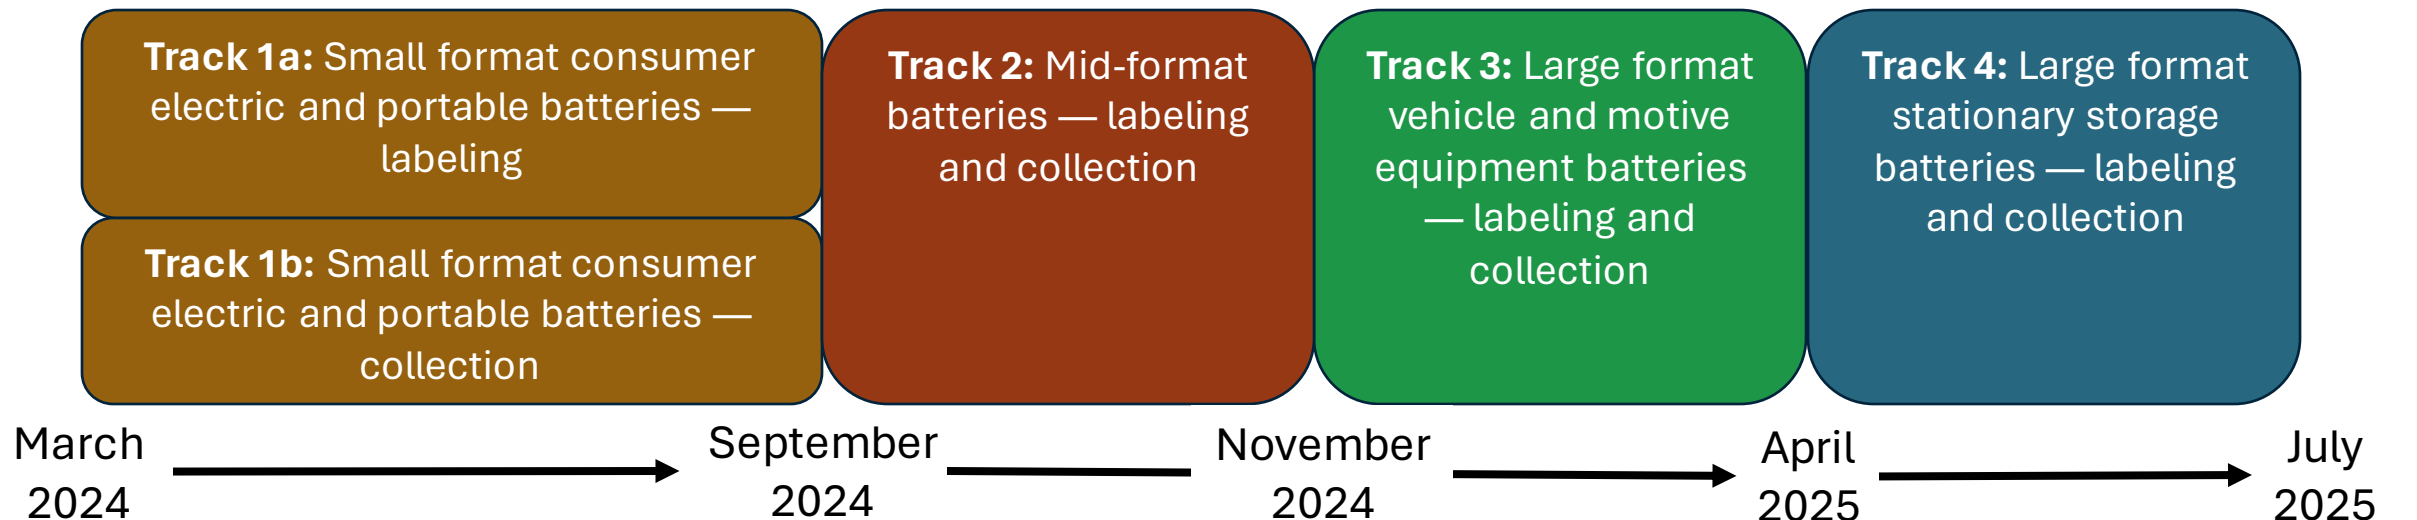 Track 1a: Small format consumer
electric and portable batteries —
labeling
Track 1b: Small format consumer
electric and portable batteries —
collection
Track 2: Mid-format
batteries — labeling
and collection
Track 3: Large format
vehicle and motive
equipment batteries
— labeling and
collection
Track 4: Large format
stationary storage
batteries — labeling
and collection
March
2024
September
2024
November
2024
April
2025
July
2025